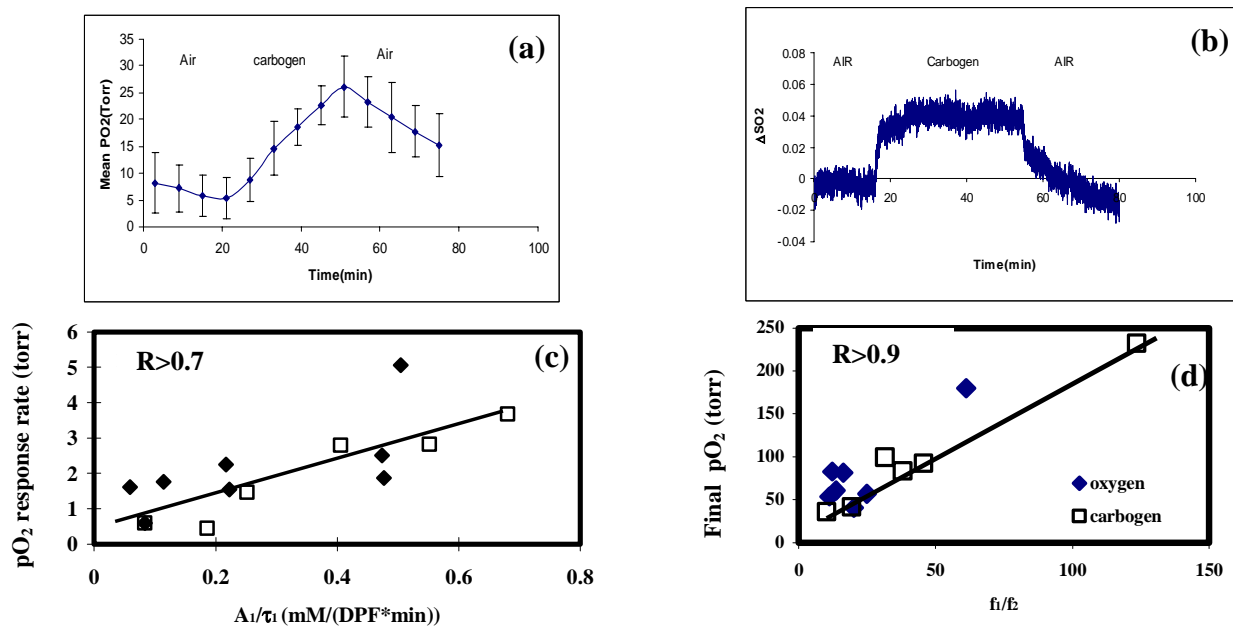 (a)
Air carbogen Air
Mean PO2(Torr)
35
30
25
20
15
10
5
0
0 20 40 60 80 100
Time(min)
(b)
AIR Carbogen AIR
ΔSO2
0.08
0.06
0.04
0.02
0
-0.02
-0.04
0 20 40 60 80 100
Time(min)
(c)
R>0.7
pO₂ response rate (torr)
6
5
4
3
2
1
0
0 0.2 0.4 0.6 0.8
A₁/τ₁ (mM/(DPF*min))
(d)
R>0.9
Final pO₂ (torr)
250
200
150
100
50
0
oxygen
carbogen
0 50 100 150
f₁/f₂